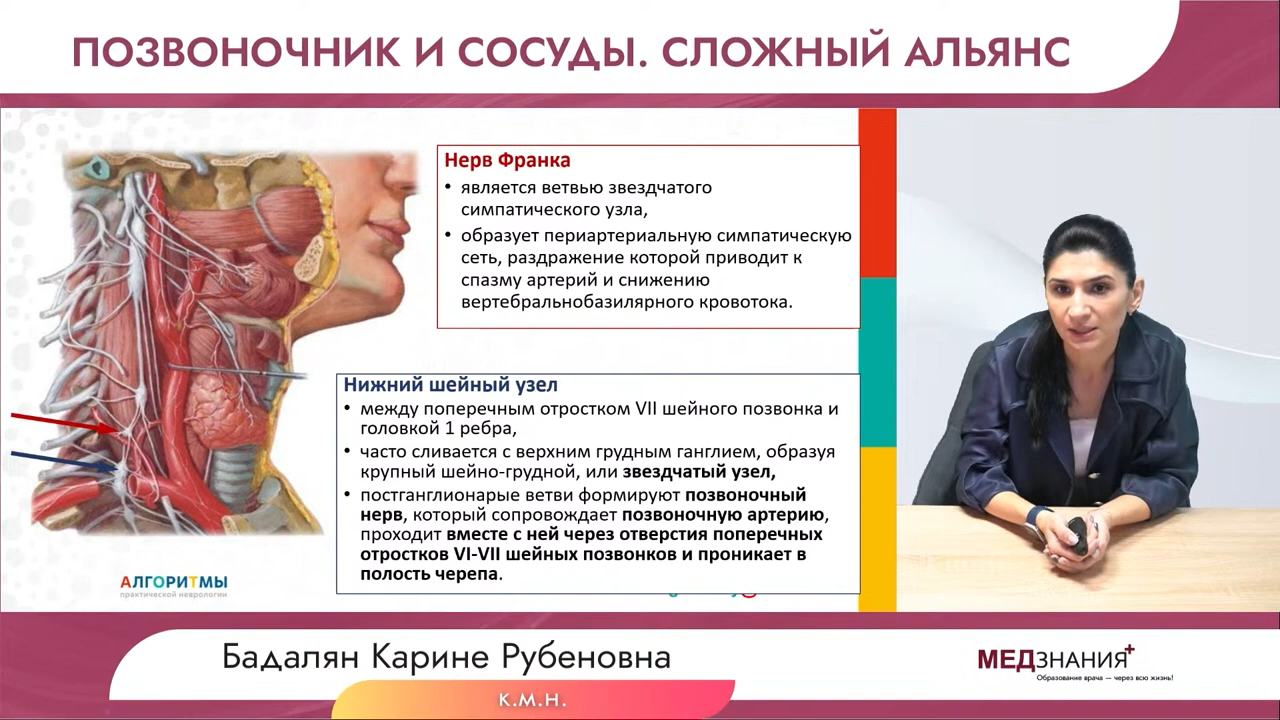 ПОЗВОНОЧНИК И СОСУДЫ. СЛОЖНЫЙ АЛЬЯНС
Нерв Франка
• является ветвью звездчатого
симпатического узла,
• образует периартериальную симпатическую
сеть, раздражение которой приводит к
спазму артерий и снижению
вертебральнобазилярного кровотока.
Нижний шейный узел
• между поперечным отростком VII шейного позвонка и
головкой 1 ребра,
• часто сливается с верхним грудным ганглием, образуя
крупный шейно-грудной, или звездчатый узел,
• постганглионарые ветви формируют позвоночный
нерв, который сопровождает позвоночную артерию,
проходит вместе с ней через отверстия поперечных
отростков VI-VII шейных позвонков и проникает в
полость черепа.
АЛГОРИТМЫ
практической неврологии
Бадалян Карине Рубеновна
к.м.н.
МЕДЗНАНИЯ+
Образование врача — через всю жизнь!